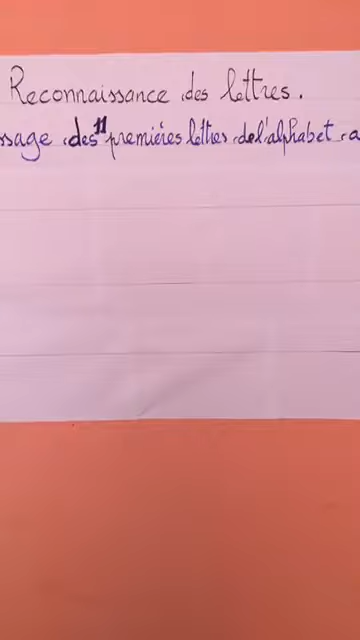 Reconnaissance des lettres.
ssage des 11 premières lettres de l'alphabet. a